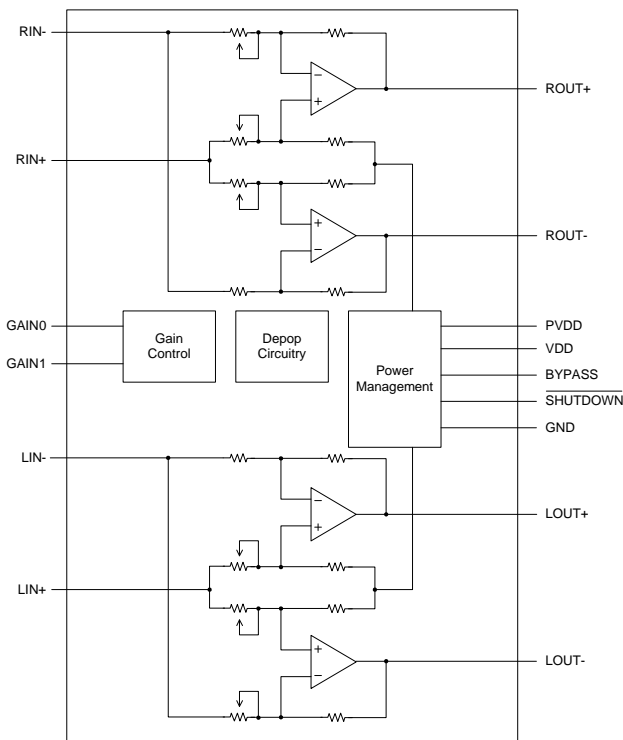 RIN-
ROUT+
−
+
RIN+
+
−
ROUT-
GAIN0
GAIN1
Gain
Control
Depop
Circuitry
Power
Management
PVDD
VDD
BYPASS
SHUTDOWN
GND
LIN-
−
+
LOUT+
LIN+
+
−
LOUT-